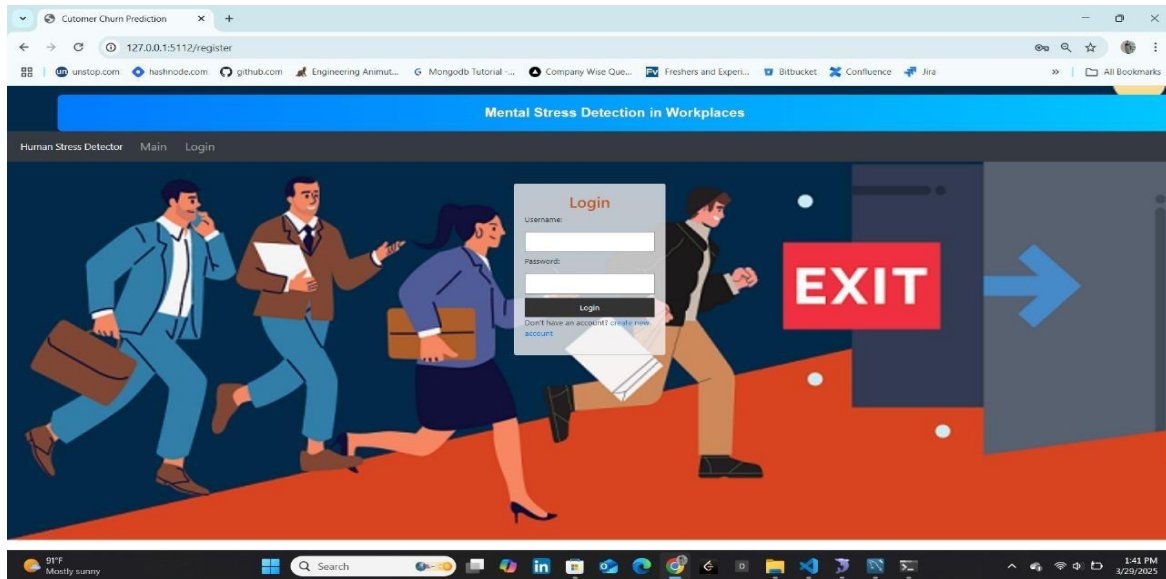 Cutomer Churn Prediction
127.0.0.1:5112/register
unstop.com hashnode.com github.com Engineering Animut... Mongodb Tutorial -... Company Wise Que... Freshers and Experi... Bitbucket Confluence Jira » All Bookmarks
Mental Stress Detection in Workplaces
Human Stress Detector Main Login
Login
Username:
Password:
Login
Don't have an account? create new
account
EXIT
91°F
Mostly sunny
Search
1:41 PM
3/29/2025